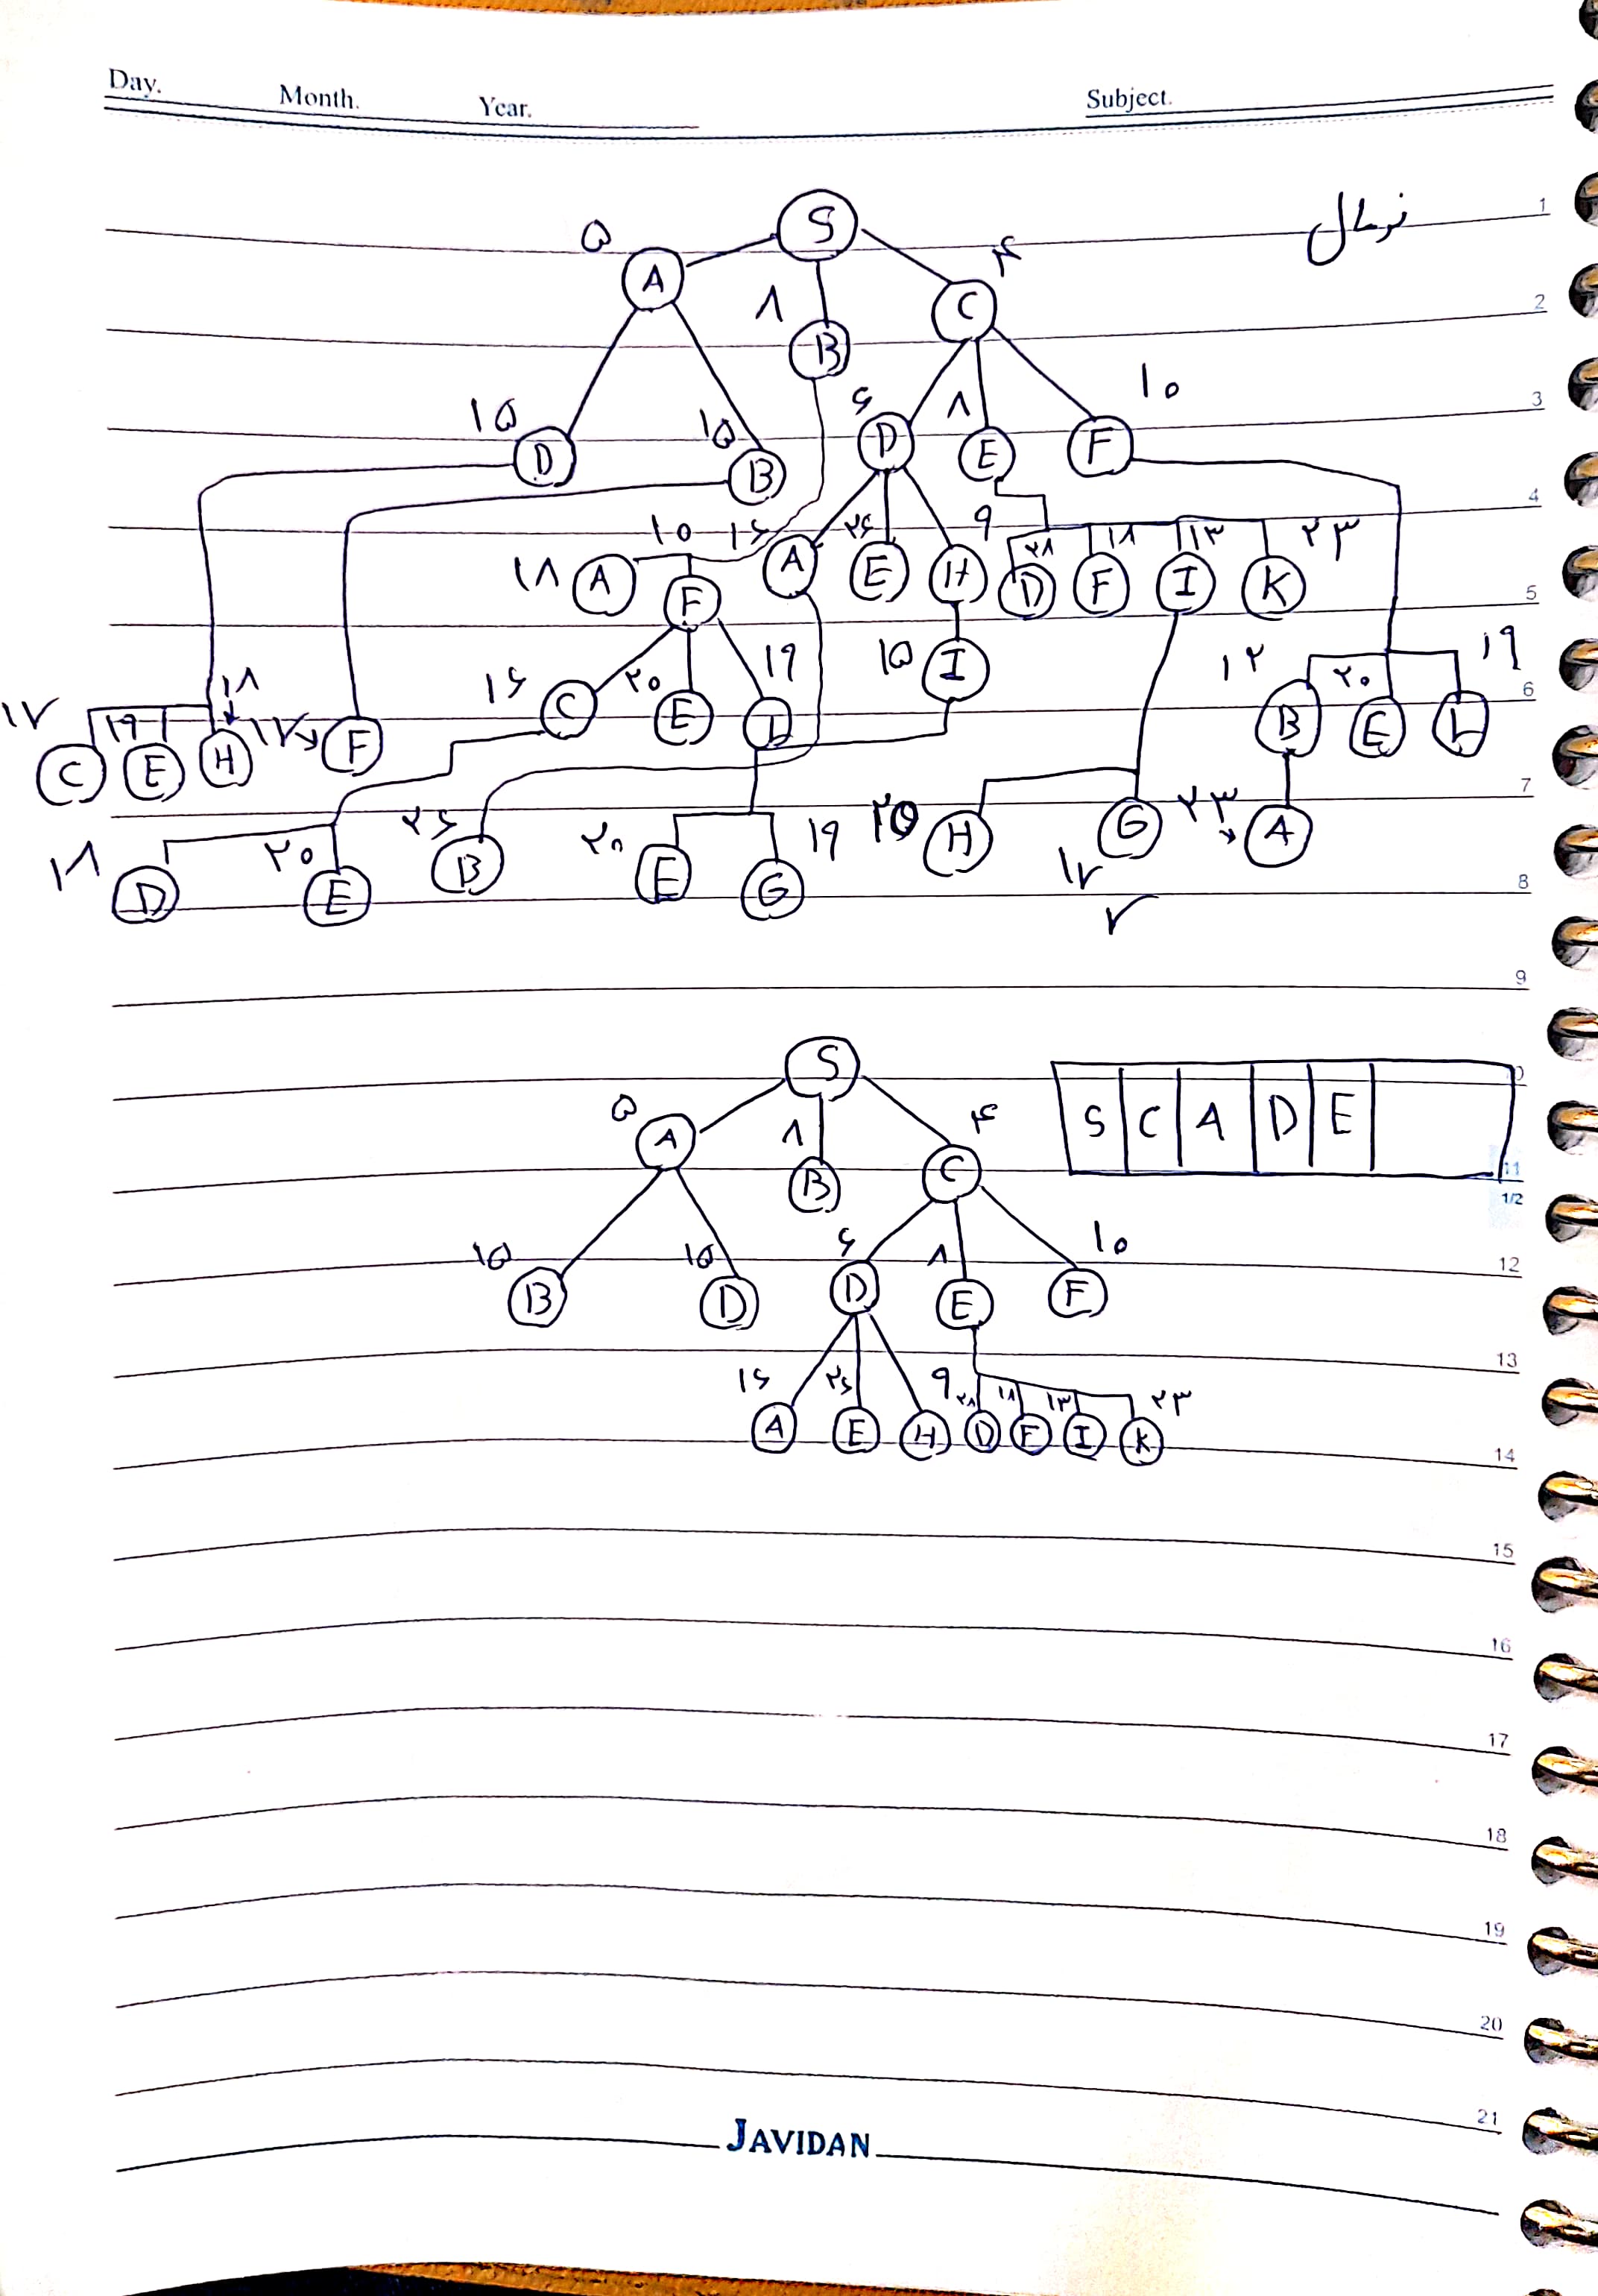 Day. Month. Year. Subject.
نرمال
1
S
۵ A ۸ B C ۴
2
۱۵ D ۱۵ B ۶ D ۸ E F ۱۰
3
4
۱۸ A ۱۰ F ۱۶ A ۲۶ E ۹ H ۲۸ D ۱۸ F ۱۳ I K ۲۳
5
۱۶ C ۲۰ E ۱۹ ۱۵ I ۱۲ B ۲۰ E ۱۹ L
6
۱۷ C ۱۹ E ۱۸ H ۱۷ F
7
۱۸ D ۲۰ E ۲۶ B ۲۰ E G ۱۹ H G ۱۷ ۲۳ A
8
9
S
S C A D E
۵ A ۸ B C ۴
11
1/2
۱۵ B ۱۵ D ۶ D ۸ E F ۱۰
12
13
۱۶ A ۲۶ E ۹ H ۲۸ D ۱۸ F ۱۳ I K ۲۳
14
15
16
17
18
19
20
21
JAVIDAN